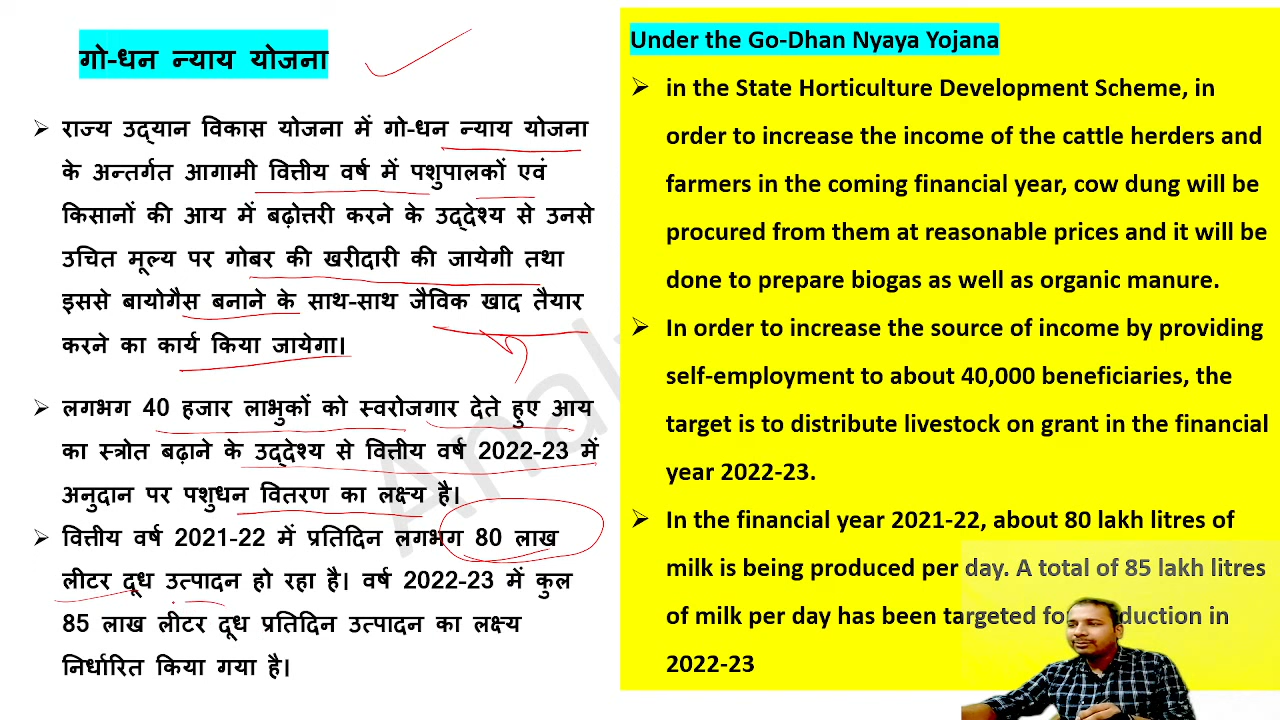 गो-धन न्याय योजना
राज्य उद्यान विकास योजना में गो-धन न्याय योजना
के अन्तर्गत आगामी वित्तीय वर्ष में पशुपालकों एवं
किसानों की आय में बढ़ोत्तरी करने के उद्देश्य से उनसे
उचित मूल्य पर गोबर की खरीदारी की जायेगी तथा
इससे बायोगैस बनाने के साथ-साथ जैविक खाद तैयार
करने का कार्य किया जायेगा।
लगभग 40 हजार लाभुकों को स्वरोजगार देते हुए आय
का स्त्रोत बढ़ाने के उद्देश्य से वित्तीय वर्ष 2022-23 में
अनुदान पर पशुधन वितरण का लक्ष्य है।
वित्तीय वर्ष 2021-22 में प्रतिदिन लगभग 80 लाख
लीटर दूध उत्पादन हो रहा है। वर्ष 2022-23 में कुल
85 लाख लीटर दूध प्रतिदिन उत्पादन का लक्ष्य
निर्धारित किया गया है।
Under the Go-Dhan Nyaya Yojana
in the State Horticulture Development Scheme, in
order to increase the income of the cattle herders and
farmers in the coming financial year, cow dung will be
procured from them at reasonable prices and it will be
done to prepare biogas as well as organic manure.
In order to increase the source of income by providing
self-employment to about 40,000 beneficiaries, the
target is to distribute livestock on grant in the financial
year 2022-23.
In the financial year 2021-22, about 80 lakh litres of
milk is being produced per day. A total of 85 lakh litres
of milk per day has been targeted in
2022-23